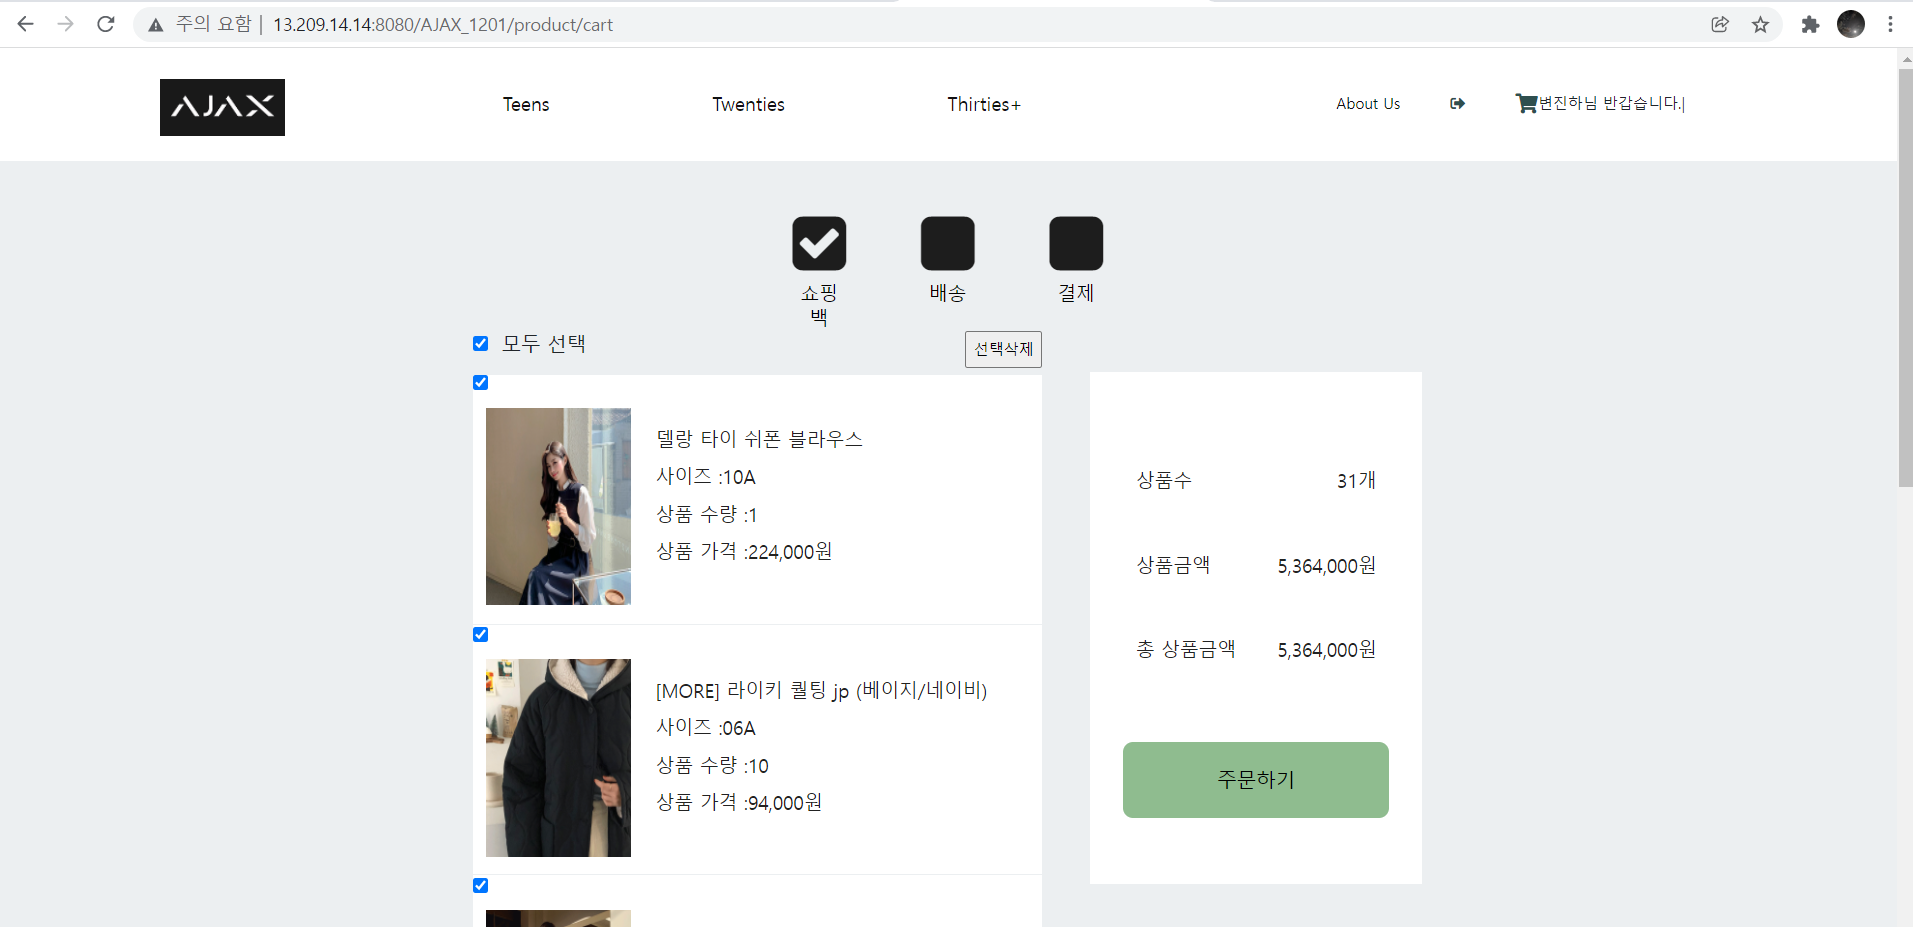 주의 요함 | 13.209.14.14:8080/AJAX_1201/product/cart
AJAX
Teens
Twenties
Thirties+
About Us
변진하님 반갑습니다.|
쇼핑
백
배송
결제
모두 선택
선택삭제
델랑 타이 쉬폰 블라우스
사이즈 :10A
상품 수량 :1
상품 가격 :224,000원
[MORE] 라이키 퀼팅 jp (베이지/네이비)
사이즈 :06A
상품 수량 :10
상품 가격 :94,000원
상품수 31개
상품금액 5,364,000원
총 상품금액 5,364,000원
주문하기